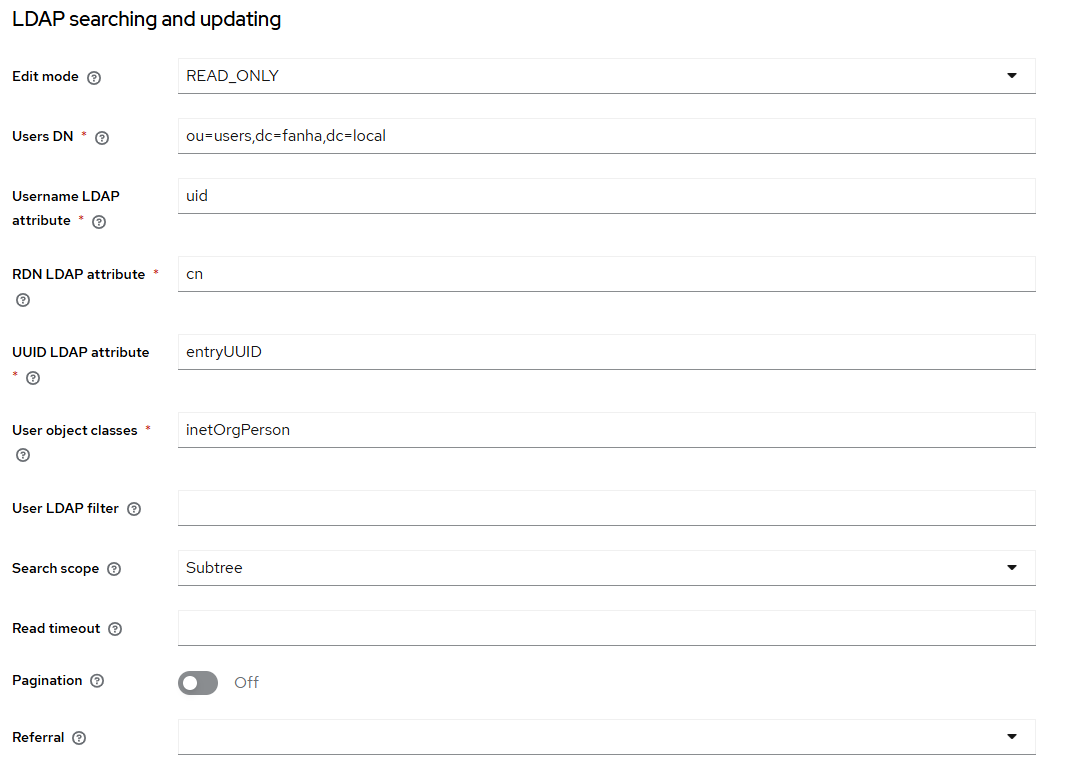 LDAP searching and updating
Edit mode
READ_ONLY
Users DN *
ou=users,dc=fanha,dc=local
Username LDAP
attribute *
uid
RDN LDAP attribute *
cn
UUID LDAP attribute
*
entryUUID
User object classes *
inetOrgPerson
User LDAP filter
Search scope
Subtree
Read timeout
Pagination
Off
Referral